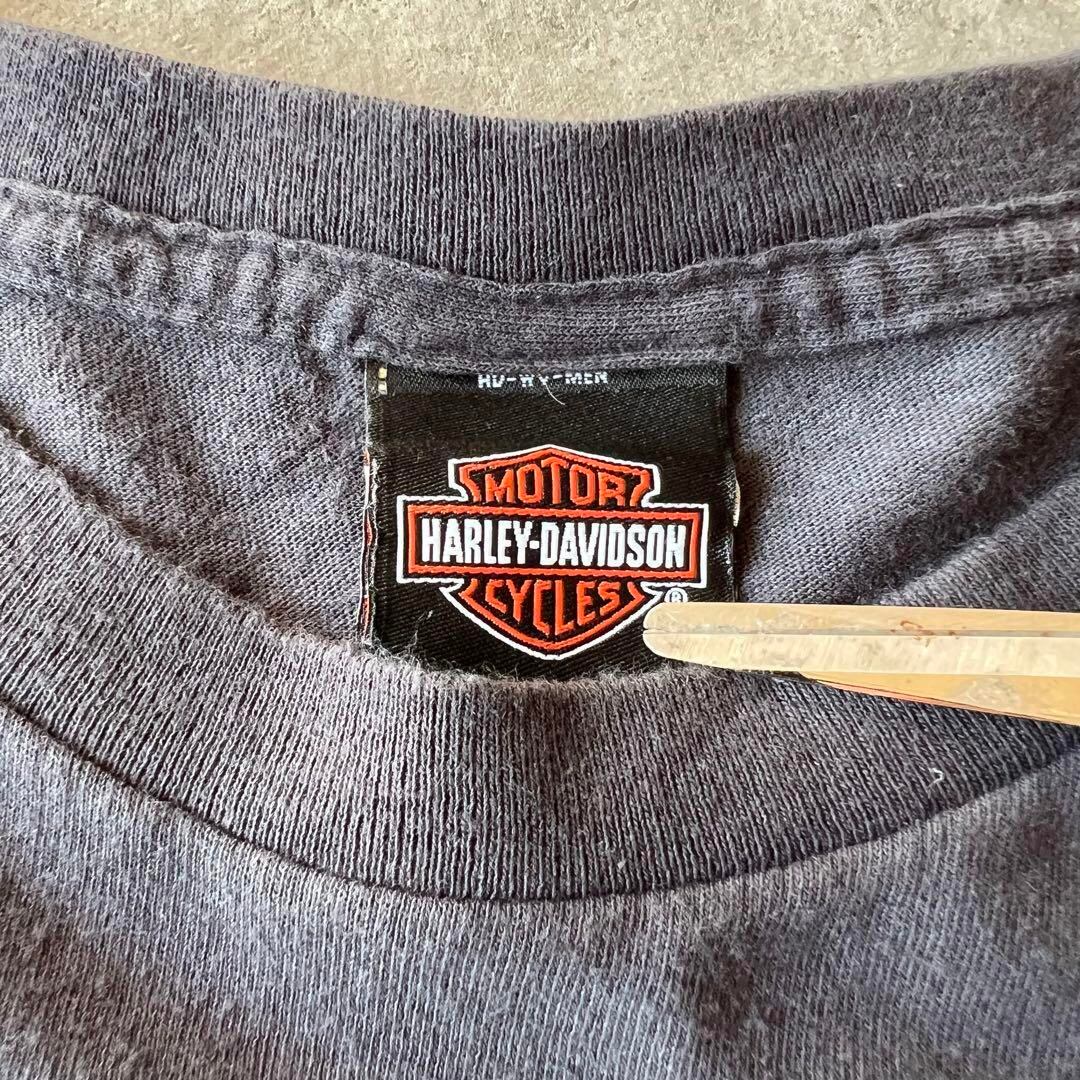 MOTOR
HARLEY-DAVIDSON
CYCLES
®